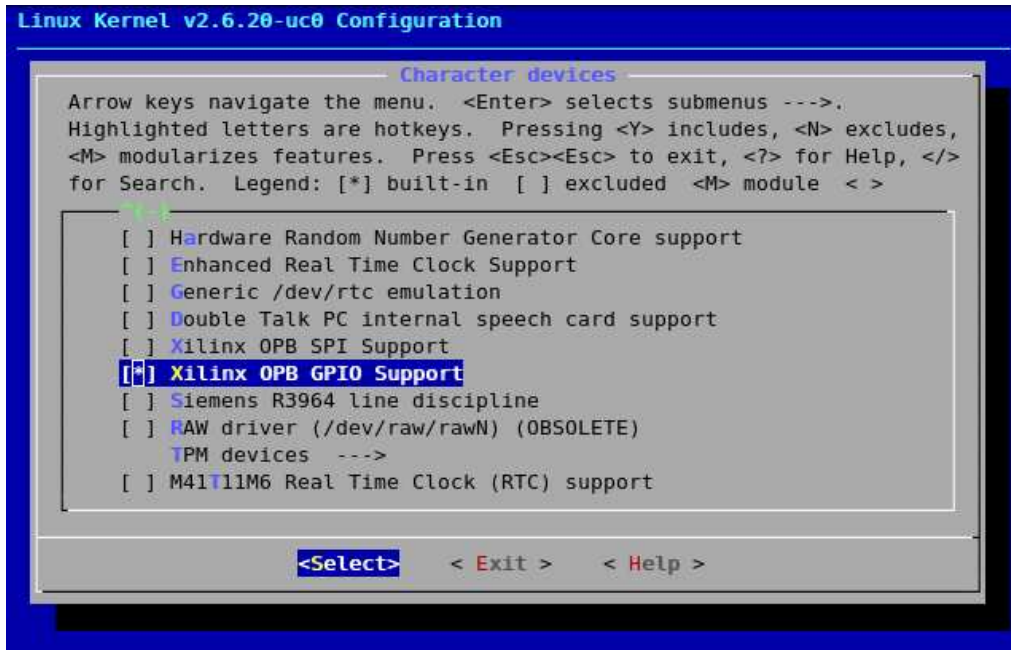 Linux Kernel v2.6.20-uc0 Configuration
Character devices
Arrow keys navigate the menu.  <Enter> selects submenus --->.
Highlighted letters are hotkeys.  Pressing <Y> includes, <N> excludes,
<M> modularizes features.  Press <Esc><Esc> to exit, <?> for Help, </>
for Search.  Legend: [*] built-in  [ ] excluded  <M> module  < >
^(-)
[ ] Hardware Random Number Generator Core support
[ ] Enhanced Real Time Clock Support
[ ] Generic /dev/rtc emulation
[ ] Double Talk PC internal speech card support
[ ] Xilinx OPB SPI Support
[*] Xilinx OPB GPIO Support
[ ] Siemens R3964 line discipline
[ ] RAW driver (/dev/raw/rawN) (OBSOLETE)
TPM devices  --->
[ ] M41T11M6 Real Time Clock (RTC) support
<Select>    < Exit >    < Help >